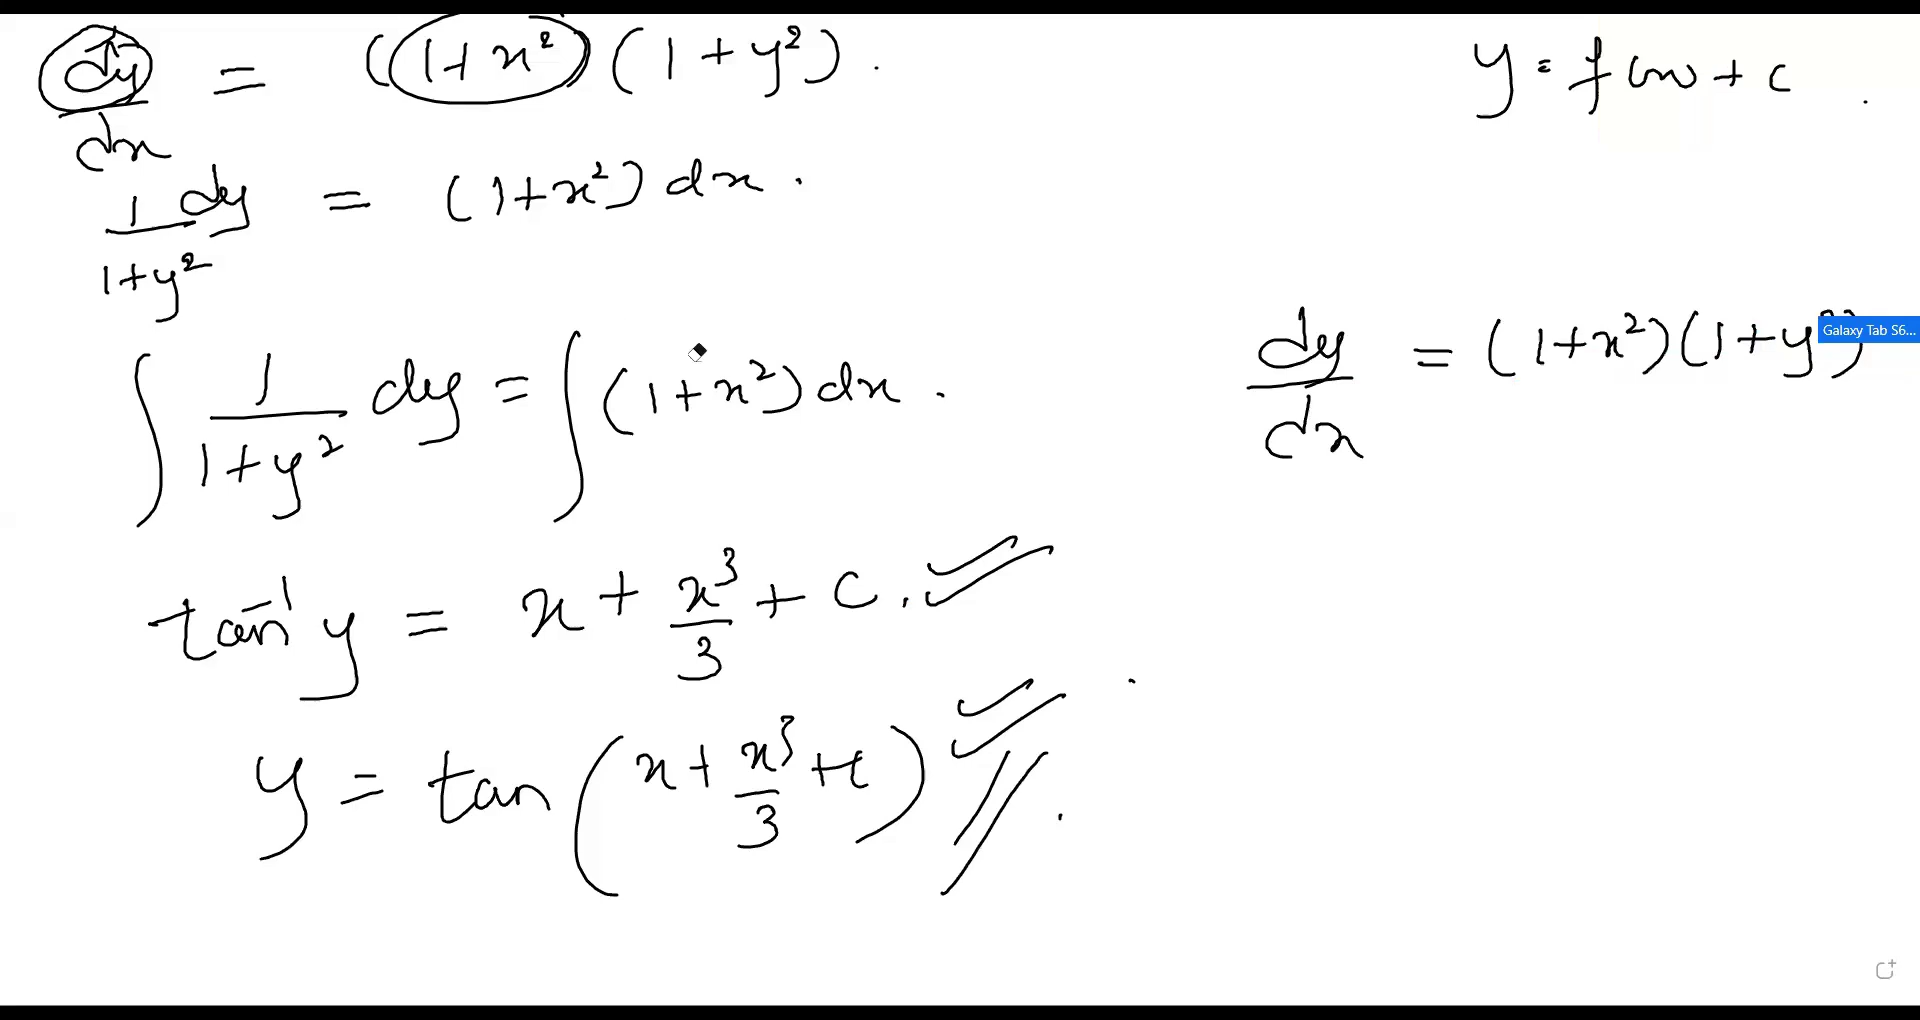 dy/dx = (1+x²)(1+y²).
1/1+y² dy = (1+x²)dx.
∫ 1/1+y² dy = ∫(1+x²)dx.
tan⁻¹y = x + x³/3 + c.
y = tan(x + x³/3 + c)
y = f(x) + c
dy/dx = (1+x²)(1+y²)
Galaxy Tab S6...